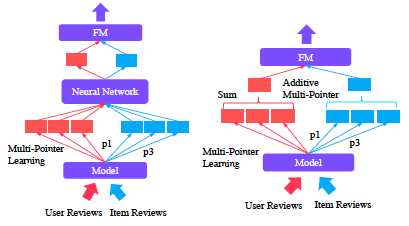 FM
Neural Network
p1
Multi-Pointer
Learning
p3
Model
User Reviews
Item Reviews
FM
Sum
Additive
Multi-Pointer
p1
p3
Multi-Pointer
Learning
Model
User Reviews
Item Reviews